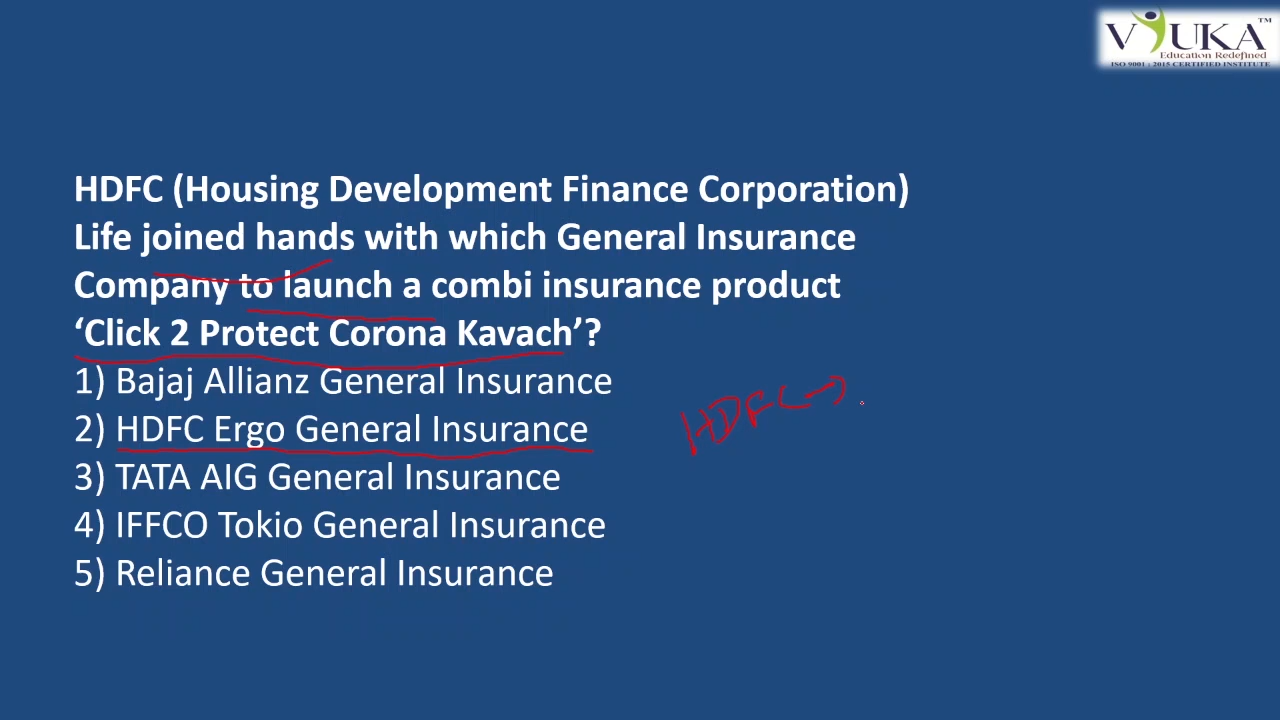 VYUKA TM
Education Redefined
ISO 9001 : 2015 CERTIFIED INSTITUTE
HDFC (Housing Development Finance Corporation)
Life joined hands with which General Insurance
Company to launch a combi insurance product
‘Click 2 Protect Corona Kavach’?
1) Bajaj Allianz General Insurance
2) HDFC Ergo General Insurance
HDFC →
3) TATA AIG General Insurance
4) IFFCO Tokio General Insurance
5) Reliance General Insurance